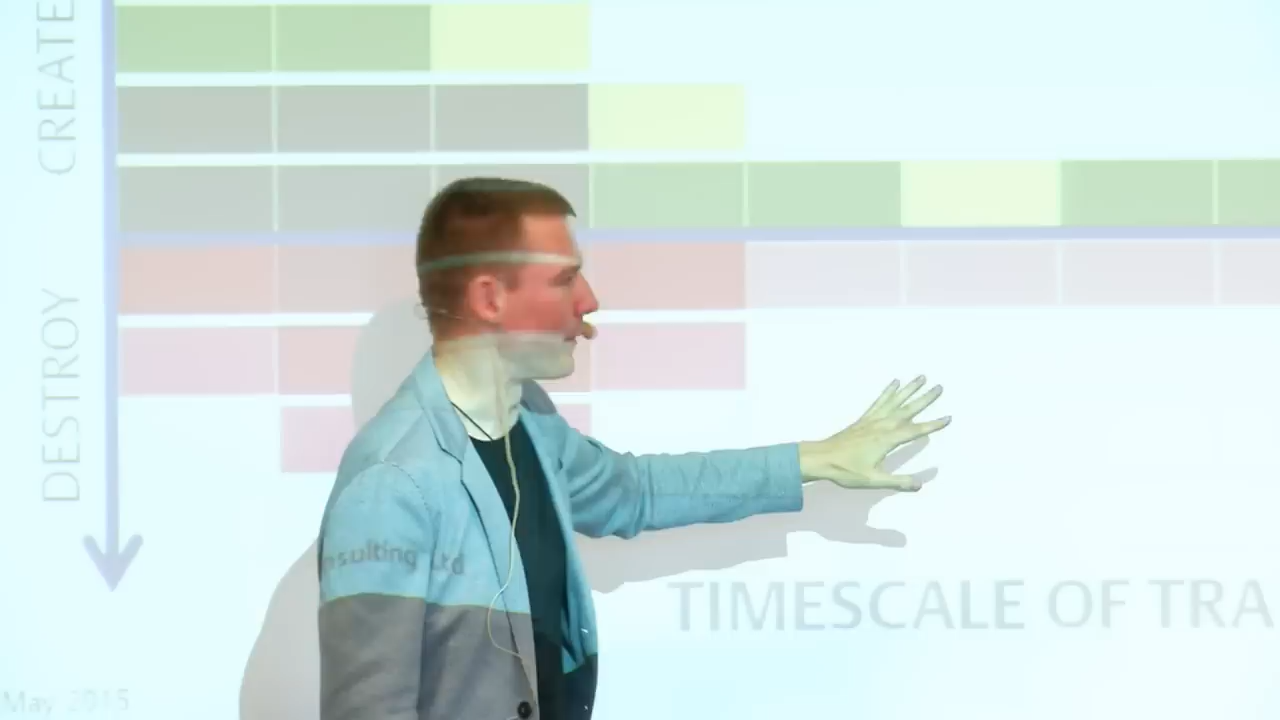 CREATE
DESTROY
nsulting Ltd
TIMESCALE OF TRA
May 2015